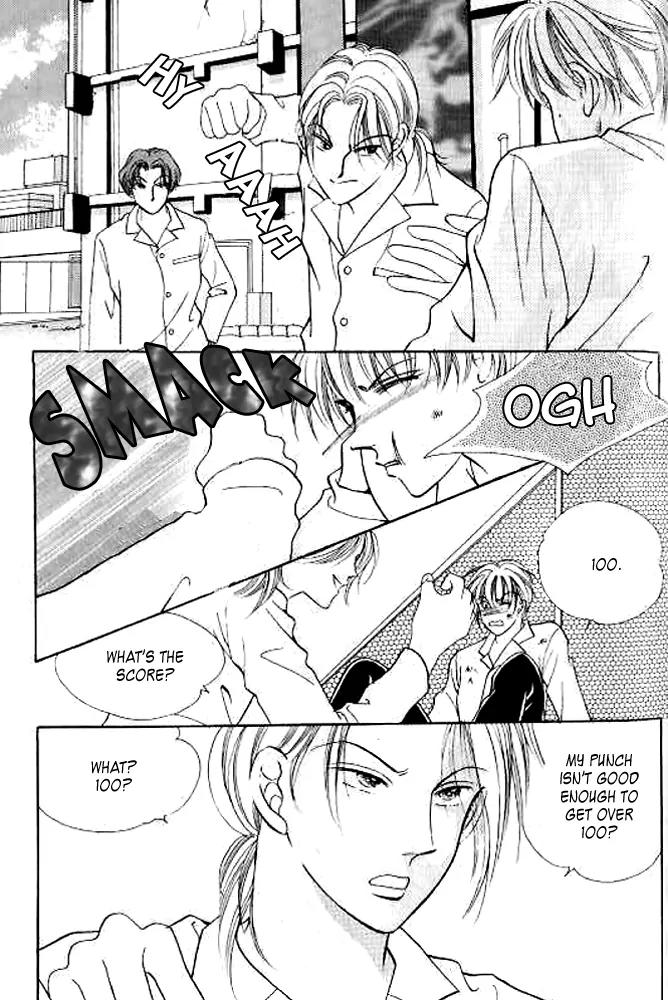 HY
AAAAH
SMACK
OGH
100.
WHAT'S THE
SCORE?
WHAT?
100?
MY PUNCH
ISN'T GOOD
ENOUGH TO
GET OVER
100?